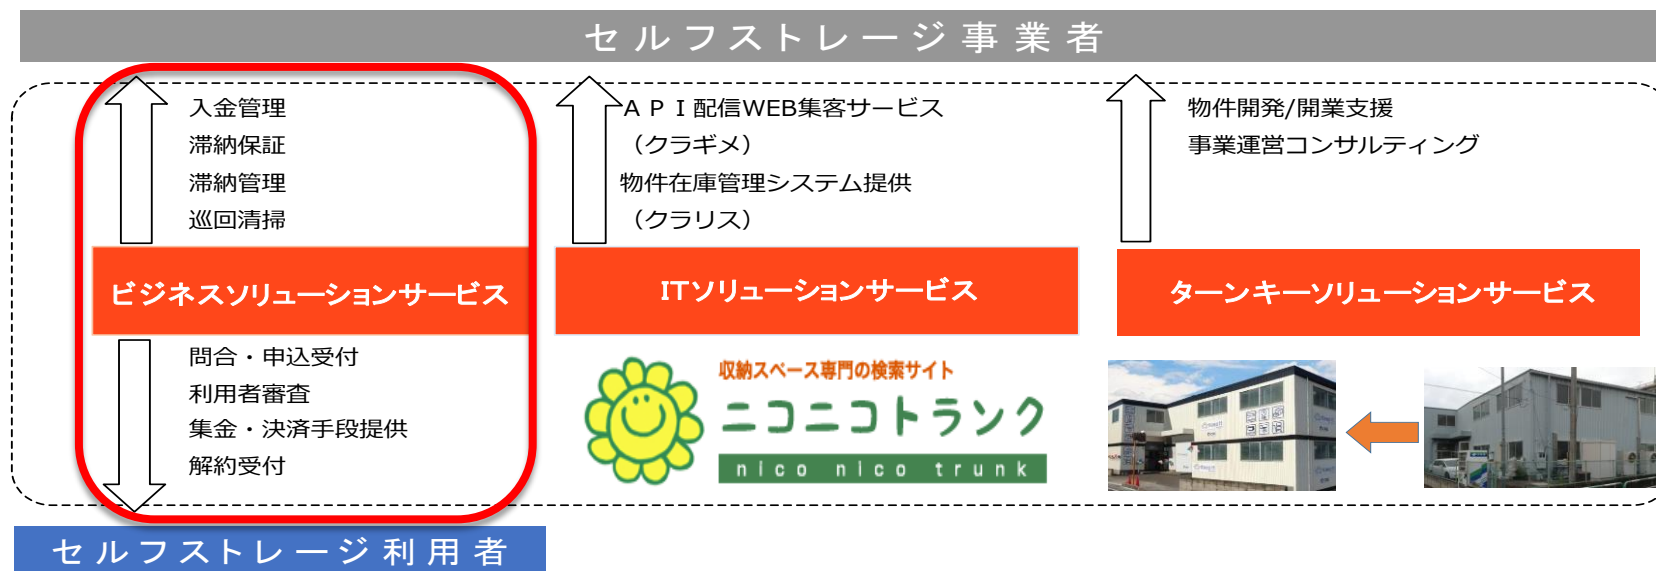 セルフストレージ事業者
入金管理
滞納保証
滞納管理
巡回清掃
ＡＰＩ配信WEB集客サービス
（クラギメ）
物件在庫管理システム提供
（クラリス）
物件開発/開業支援
事業運営コンサルティング
ビジネスソリューションサービス
ITソリューションサービス
ターンキーソリューションサービス
問合・申込受付
利用者審査
集金・決済手段提供
解約受付
収納スペース専門の検索サイト
ニコニコトランク
nico nico trunk
セルフストレージ利用者